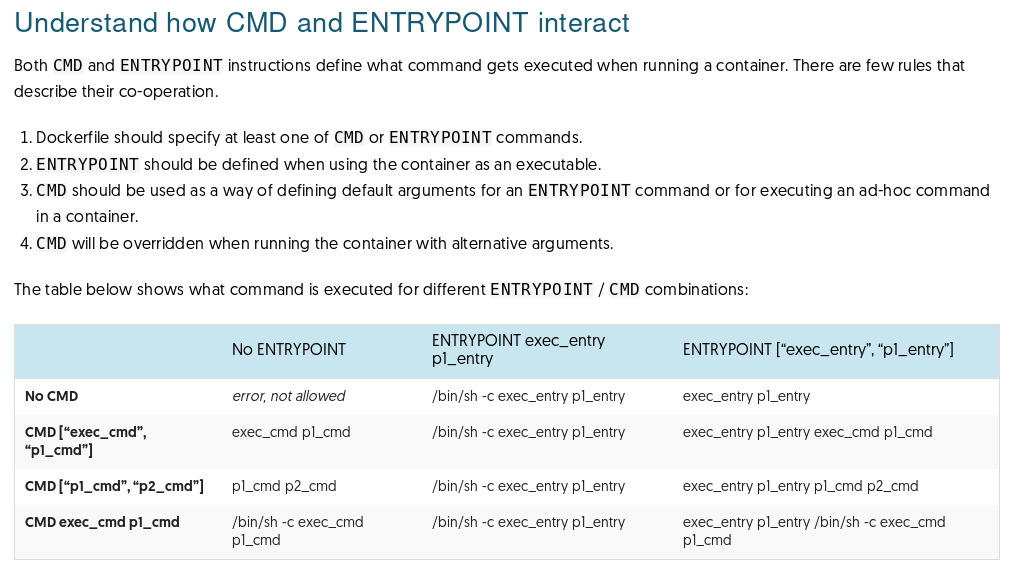 Understand how CMD and ENTRYPOINT interact
Both CMD and ENTRYPOINT instructions define what command gets executed when running a container. There are few rules that
describe their co-operation.
1. Dockerfile should specify at least one of CMD or ENTRYPOINT commands.
2. ENTRYPOINT should be defined when using the container as an executable.
3. CMD should be used as a way of defining default arguments for an ENTRYPOINT command or for executing an ad-hoc command
in a container.
4. CMD will be overridden when running the container with alternative arguments.
The table below shows what command is executed for different ENTRYPOINT / CMD combinations:
No ENTRYPOINT
ENTRYPOINT exec_entry
p1_entry
ENTRYPOINT [“exec_entry”, “p1_entry”]
No CMD
error, not allowed
/bin/sh -c exec_entry p1_entry
exec_entry p1_entry
CMD [“exec_cmd”,
“p1_cmd”]
exec_cmd p1_cmd
/bin/sh -c exec_entry p1_entry
exec_entry p1_entry exec_cmd p1_cmd
CMD [“p1_cmd”, “p2_cmd”]
p1_cmd p2_cmd
/bin/sh -c exec_entry p1_entry
exec_entry p1_entry p1_cmd p2_cmd
CMD exec_cmd p1_cmd
/bin/sh -c exec_cmd
p1_cmd
/bin/sh -c exec_entry p1_entry
exec_entry p1_entry /bin/sh -c exec_cmd
p1_cmd